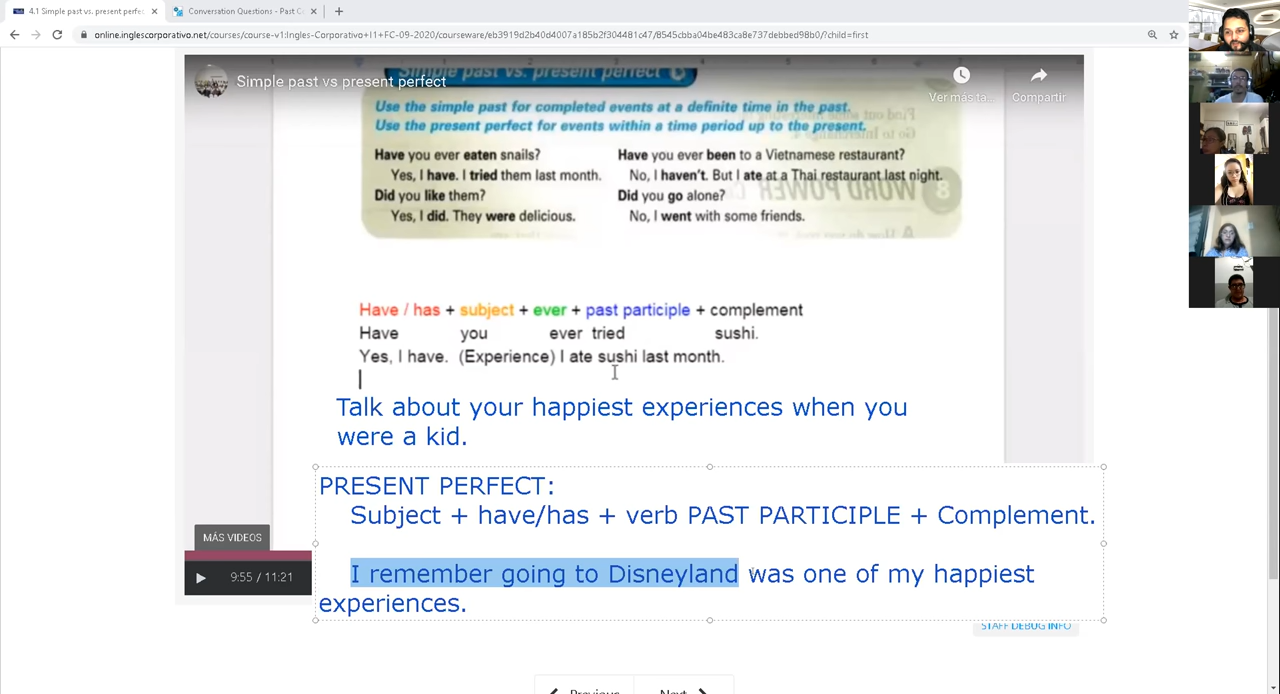 4.1 Simple past vs. present perfe
Conversation Questions - Past C
online.inglescorporativo.net/courses/course-v1:Ingles-Corporativo+I1+FC-09-2020/courseware/eb3919d2b40d4007a185b2f304481c47/8545cbba04be483ca8e737debbed98b0/?child=first
Simple past vs present perfect
Simple past vs. present perfect
Ver más ta...
Compartir
Use the simple past for completed events at a definite time in the past.
Use the present perfect for events within a time period up to the present.
Have you ever eaten snails?
Yes, I have. I tried them last month.
Did you like them?
Yes, I did. They were delicious.
Have you ever been to a Vietnamese restaurant?
No, I haven't. But I ate at a Thai restaurant last night.
Did you go alone?
No, I went with some friends.
WORD POWER
8
Have / has + subject + ever + past participle + complement
Have you ever tried sushi.
Yes, I have. (Experience) I ate sushi last month.
Talk about your happiest experiences when you
were a kid.
PRESENT PERFECT:
Subject + have/has + verb PAST PARTICIPLE + Complement.
I remember going to Disneyland was one of my happiest
experiences.
MÁS VIDEOS
9:55 / 11:21
STAFF DEBUG INFO
Previous
Next